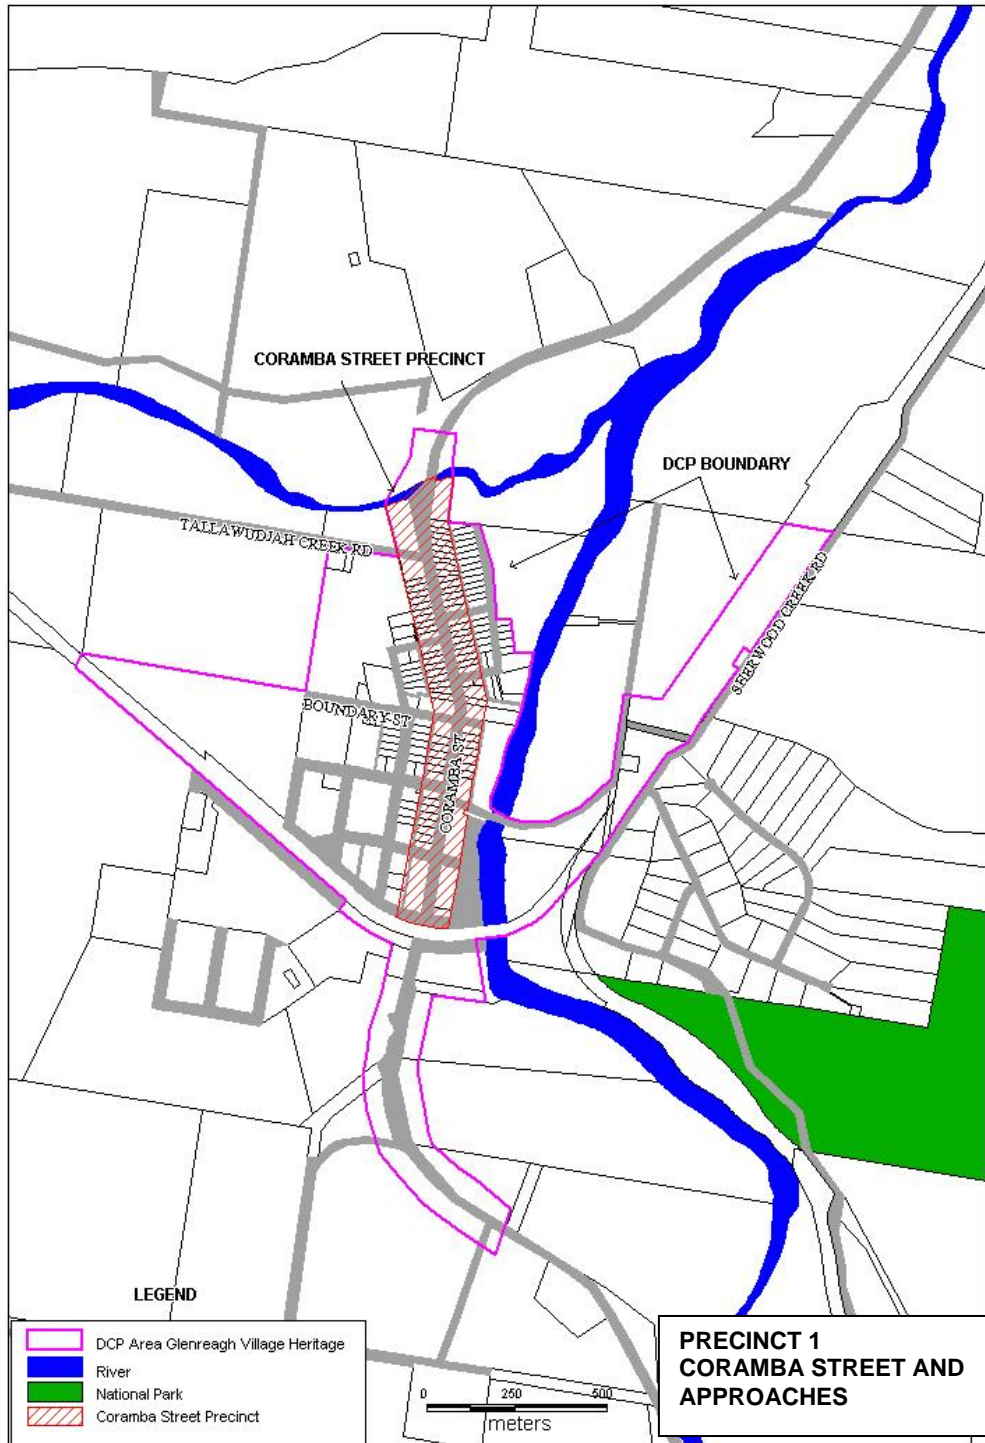 CORAMBA STREET PRECINCT
DCP BOUNDARY
TALLAWUDJAH CREEK RD
SHERWOOD CREEK RD
BOUNDARY ST
CORAMBA ST
LEGEND
DCP Area Glenreagh Village Heritage
River
National Park
Coramba Street Precinct
0 250 500
meters
PRECINCT 1
CORAMBA STREET AND
APPROACHES